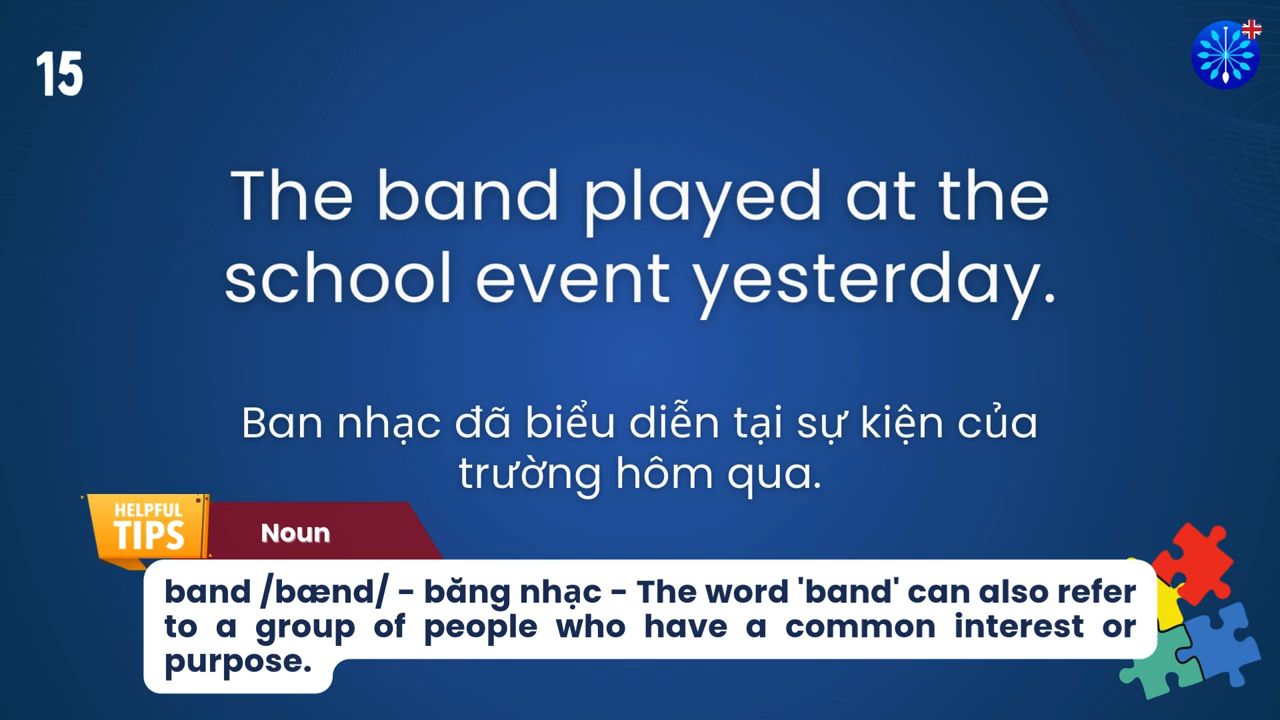 15
The band played at the
school event yesterday.
Ban nhạc đã biểu diễn tại sự kiện của
trường hôm qua.
HELPFUL
TIPS
Noun
band /bænd/ - băng nhạc - The word 'band' can also refer
to a group of people who have a common interest or
purpose.